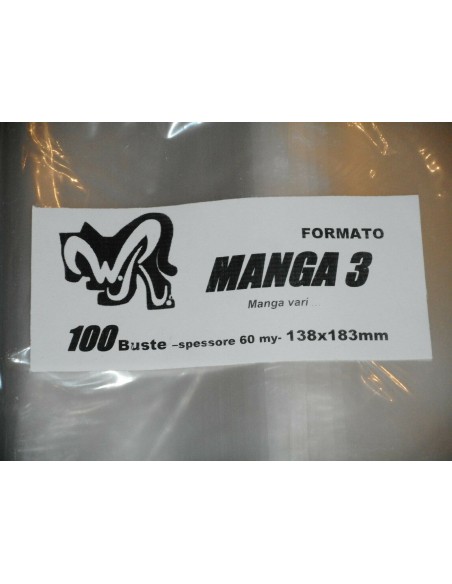 FORMATO
W.R.
MANGA 3
Manga vari ...
100 Buste –spessore 60 my- 138x183mm